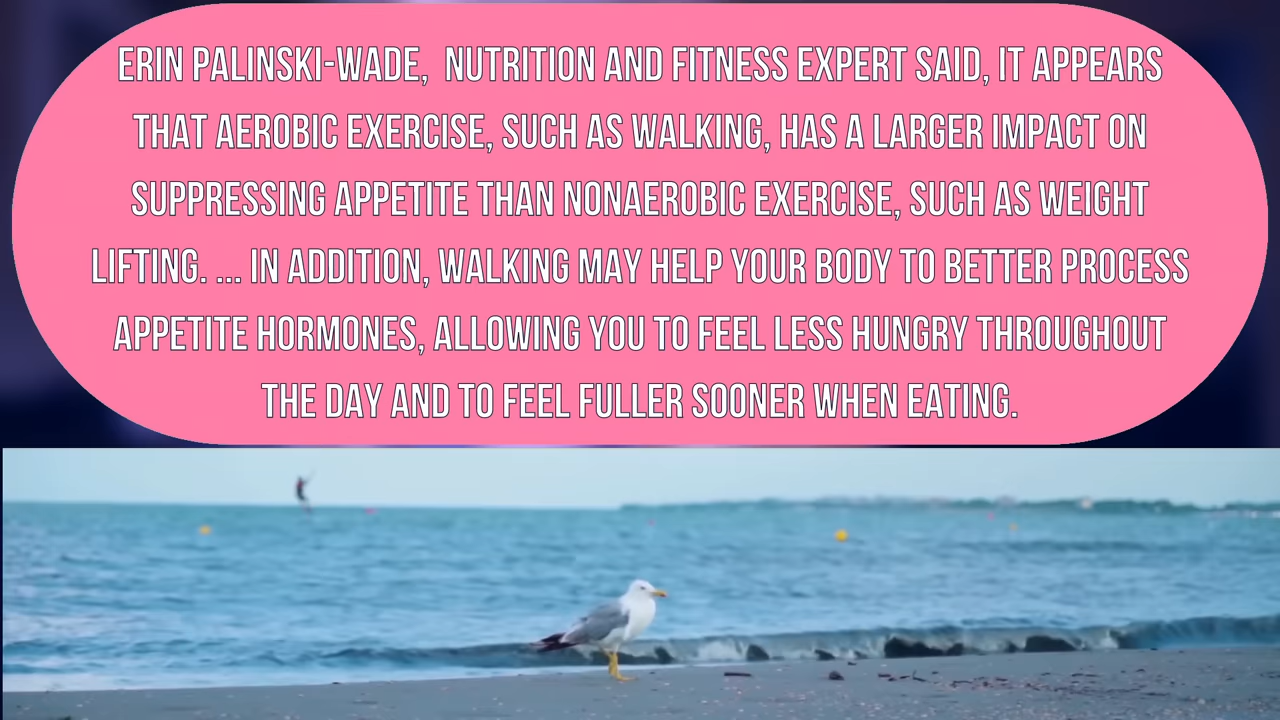 ERIN PALINSKI-WADE, NUTRITION AND FITNESS EXPERT SAID, IT APPEARS
THAT AEROBIC EXERCISE, SUCH AS WALKING, HAS A LARGER IMPACT ON
SUPPRESSING APPETITE THAN NONAEROBIC EXERCISE, SUCH AS WEIGHT
LIFTING. ... IN ADDITION, WALKING MAY HELP YOUR BODY TO BETTER PROCESS
APPETITE HORMONES, ALLOWING YOU TO FEEL LESS HUNGRY THROUGHOUT
THE DAY AND TO FEEL FULLER SOONER WHEN EATING.